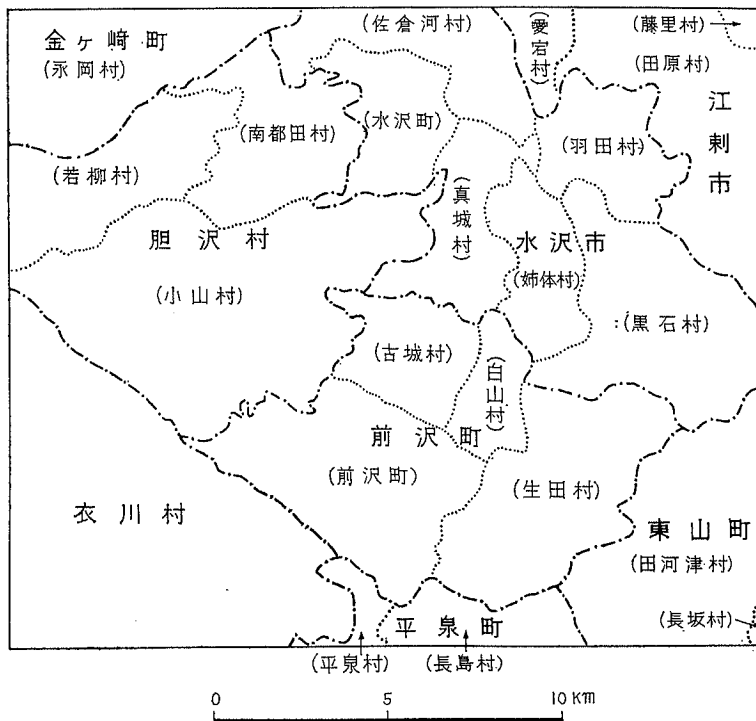 (佐倉河村)
(愛宕村)
(藤里村)
金ヶ崎町
(永岡村)
(田原村)
江刺市
(南都田村)
(水沢町)
(羽田村)
(若柳村)
(真城村)
胆沢村
水沢市
(小山村)
(姉体村)
(黒石村)
(古城村)
(白山村)
前沢町
(前沢町)
(生田村)
衣川村
東山町
(田河津村)
平泉町
(長坂村)
(平泉村)
(長島村)
0 5 10 KM